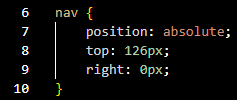 6 nav {
7 position: absolute;
8 top: 126px;
9 right: 0px;
10 }